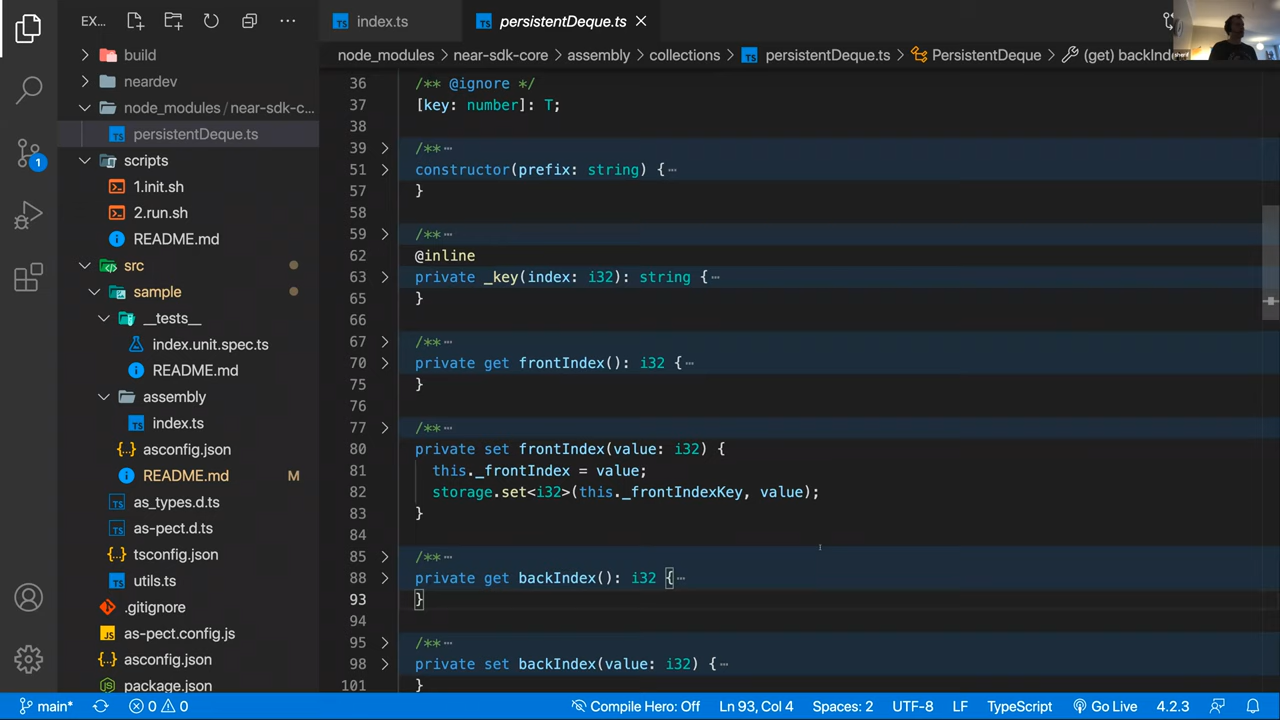 EX...
index.ts
persistentDeque.ts
node_modules > near-sdk-core > assembly > collections > TS persistentDeque.ts > PersistentDeque > (get) backInde
build
neardev
node_modules / near-sdk-c...
TS persistentDeque.ts
scripts
1.init.sh
2.run.sh
README.md
src
sample
__tests__
index.unit.spec.ts
README.md
assembly
TS index.ts
asconfig.json
README.md M
TS as_types.d.ts
TS as-pect.d.ts
tsconfig.json
TS utils.ts
.gitignore
JS as-pect.config.js
asconfig.json
package.json
1
36 /** @ignore */
37 [key: number]: T;
38
39 /** ⋯
51 constructor(prefix: string) { ⋯
57 }
58
59 /** ⋯
62 @inline
63 private _key(index: i32): string { ⋯
65 }
66
67 /** ⋯
70 private get frontIndex(): i32 { ⋯
75 }
76
77 /** ⋯
80 private set frontIndex(value: i32) {
81 this._frontIndex = value;
82 storage.set<i32>(this._frontIndexKey, value);
83 }
84
85 /** ⋯
88 private get backIndex(): i32 { ⋯
93 }
94
95 /** ⋯
98 private set backIndex(value: i32) { ⋯
101 }
main* 0 0 Compile Hero: Off Ln 93, Col 4 Spaces: 2 UTF-8 LF TypeScript Go Live 4.2.3